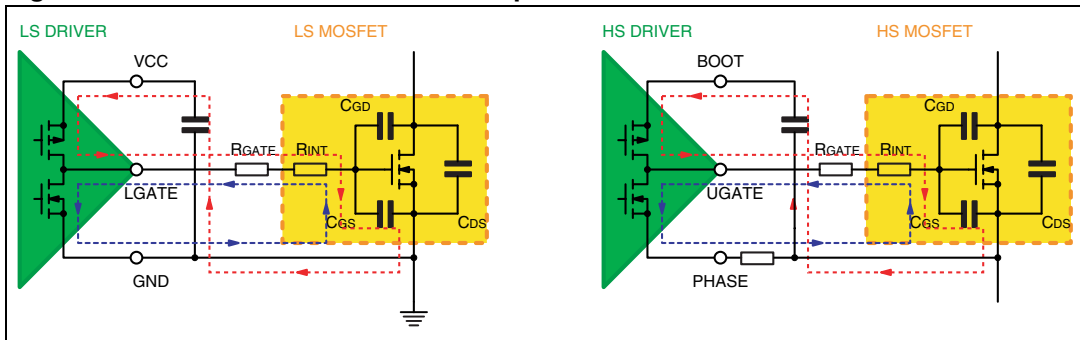 LS DRIVER
LS MOSFET
VCC
CGD
RGATE
RINT
LGATE
CGS
CDS
GND
HS DRIVER
HS MOSFET
BOOT
CGD
RGATE
RINT
UGATE
CGS
CDS
PHASE